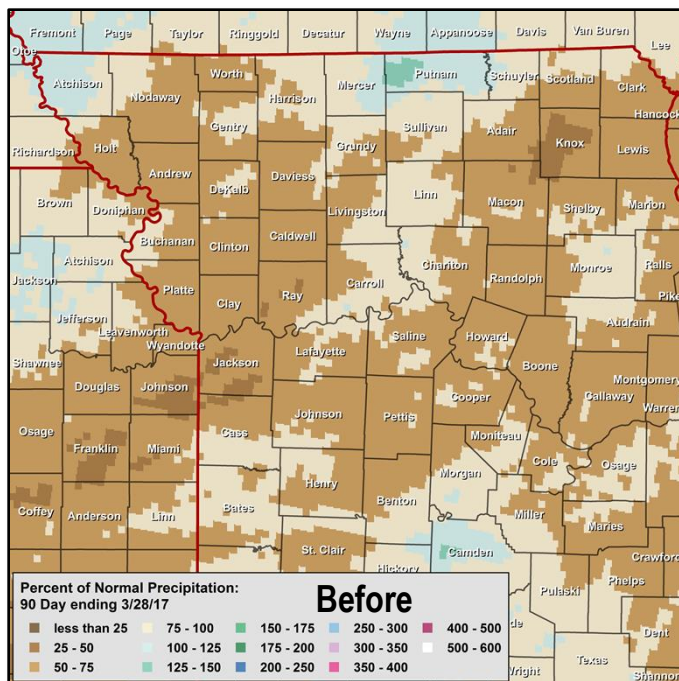 Fremont Page Taylor Ringgold Decatur Wayne Appanoose Davis Van Buren Lee
Otoe Atchison Nodaway Worth Harrison Mercer Putnam Schuyler Scotland Clark
Hancock
Richardson Holt Gentry Grundy Sullivan Adair Knox Lewis
Andrew DeKalb Daviess Linn Macon Shelby Marion
Brown Doniphan Livingston
Buchanan Clinton Caldwell
Atchison Chariton Randolph Monroe Ralls
Jackson Platte Clay Ray Carroll Pike
Jefferson Leavenworth Audrain
Wyandotte Saline Howard
Shawnee Jackson Lafayette Boone
Douglas Johnson Johnson Pettis Cooper Callaway Montgomery
Warren
Osage Cass Moniteau
Franklin Miami Cole Osage
Henry Morgan
Coffey Anderson Linn Bates Benton Miller Maries
St. Clair Camden Crawford
Hickory Phelps
Pulaski
Dent
Wright Texas Shannon
Percent of Normal Precipitation:
90 Day ending 3/28/17
Before
less than 25 75 - 100 150 - 175 250 - 300 400 - 500
25 - 50 100 - 125 175 - 200 300 - 350 500 - 600
50 - 75 125 - 150 200 - 250 350 - 400